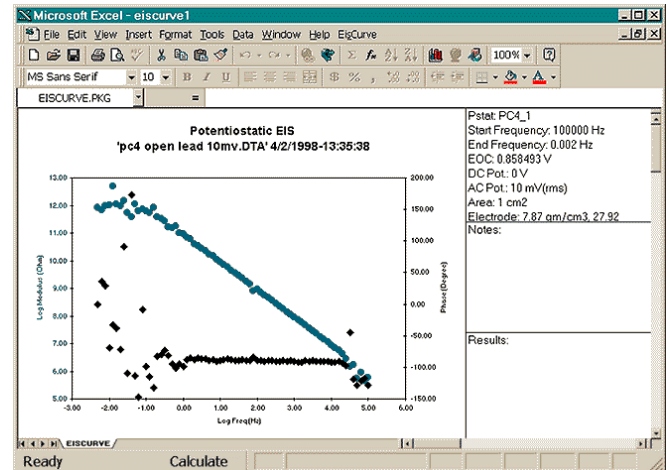 Microsoft Excel - eiscurve1
File Edit View Insert Format Tools Data Window Help EisCurve
100%
MS Sans Serif 10 B I U $ % ,
EISCURVE.PKG =
Potentiostatic EIS
'pc4 open lead 10mv.DTA' 4/2/1998-13:35:38
Pstat: PC4_1
Start Frequency: 100000 Hz
End Frequency: 0.002 Hz
EOC: 0.858493 V
DC Pot.: 0 V
AC Pot.: 10 mV(rms)
Area: 1 cm2
Electrode: 7.87 gm/cm3, 27.92
Notes:
Results:
Log Modulus (Ohm)
13.00
12.00
11.00
10.00
9.00
8.00
7.00
6.00
5.00
200.00
150.00
100.00
50.00
0.00
-50.00
-100.00
-150.00
Phase (Degree)
-3.00 -2.00 -1.00 0.00 1.00 2.00 3.00 4.00 5.00 6.00
Log Freq(Hz)
EISCURVE
Ready Calculate